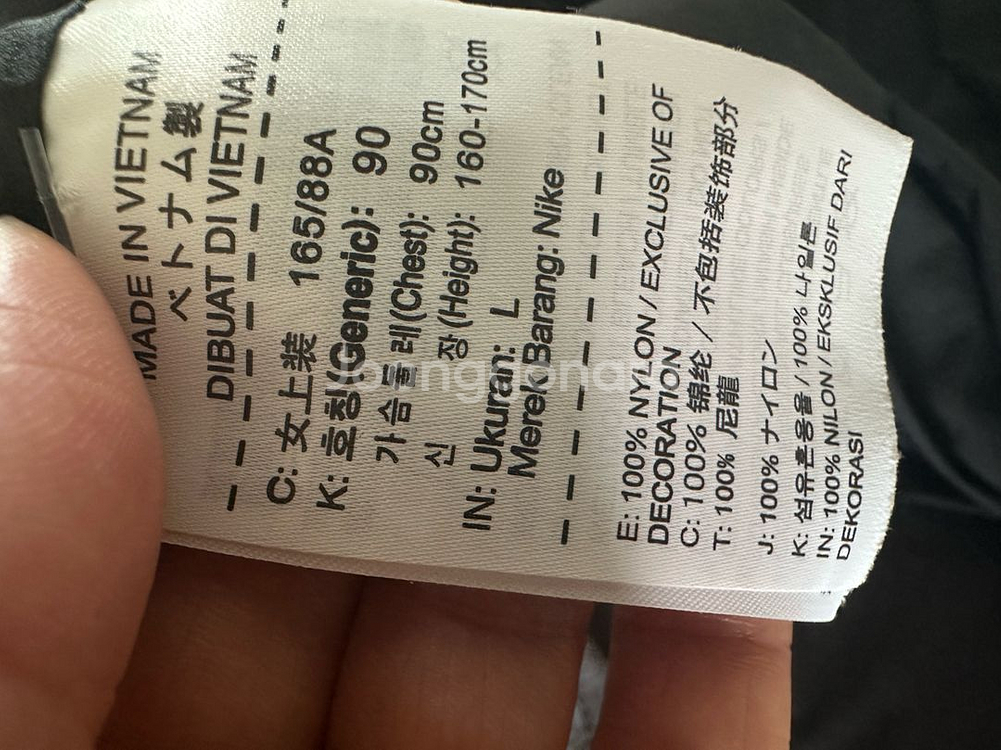 MADE IN VIETNAM
ベトナム製
DIBUAT DI VIETNAM
C: 女上装 165/88A
K: 호칭(Generic): 90
가슴둘레(Chest): 90cm
신 장(Height): 160-170cm
IN: Ukuran: L
MerekBarang: Nike
E: 100% NYLON / EXCLUSIVE OF
DECORATION
C: 100% 锦纶 / 不包括装饰部分
T: 100% 尼龍
J: 100% ナイロン
K: 섬유혼용율 / 100% 나일론
IN: 100% NILON / EKSKLUSIF DARI
DEKORASI